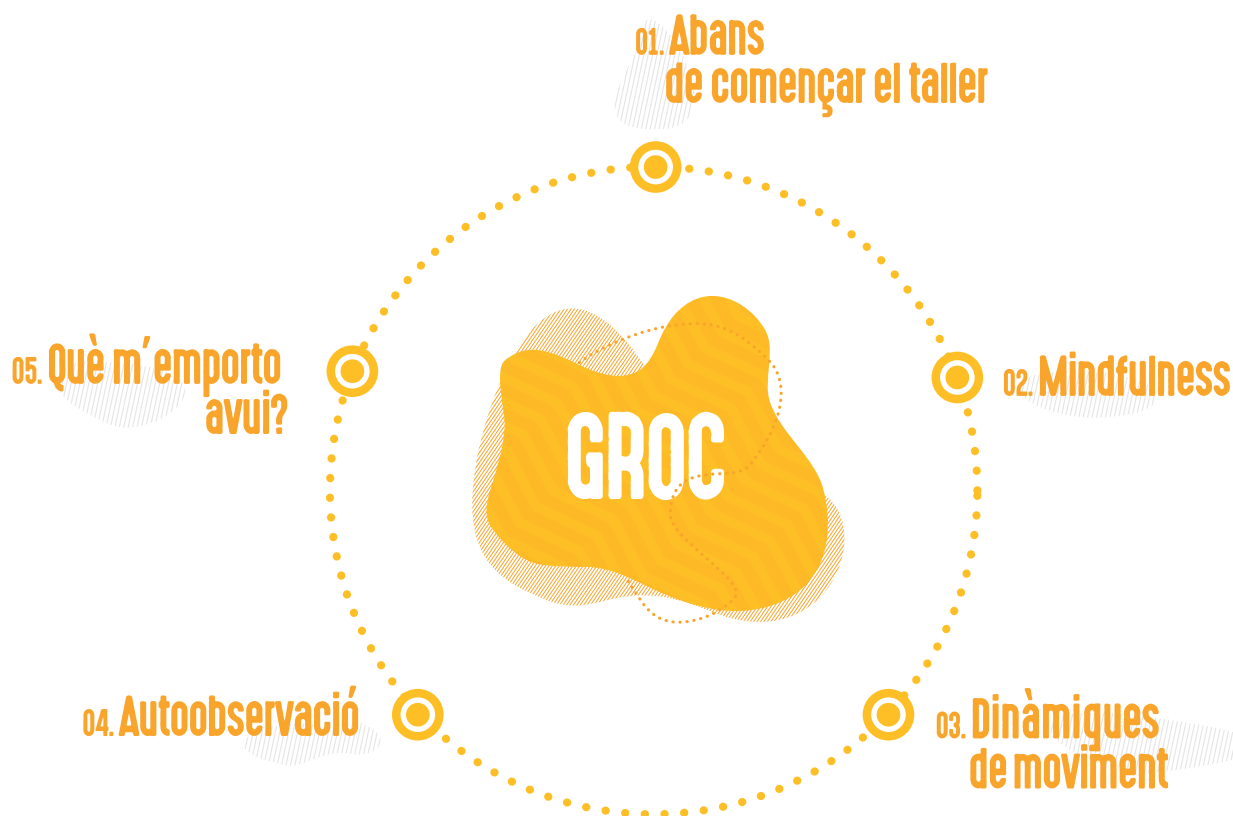 01. Abans
de començar el taller
02. Mindfulness
03. Dinàmiques
de moviment
04. Autoobservació
05. Què m´emporto
avui?
GROC